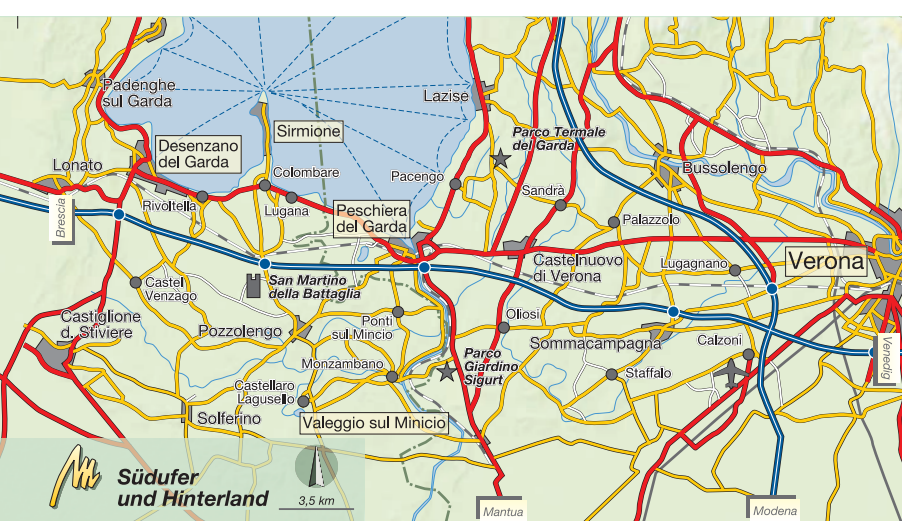 Padenghe
sul Garda
Lazise
Sirmione
Parco Termale
del Garda
Desenzano
del Garda
Lonato
Colombare
Pacengo
Bussolengo
Sandrà
Rivoltella
Lugana
Peschiera
del Garda
Palazzolo
Brescia
Castelnuovo
di Verona
Lugagnano
Verona
San Martino
della Battaglia
Castel
Venzago
Castiglione
d. Stiviere
Pozzolengo
Ponti
sul Mincio
Oliosi
Sommacampagna
Calzoni
Venedig
Monzambano
Parco
Giardino
Sigurt
Staffalo
Castellaro
Lagusello
Solferino
Valeggio sul Minicio
Südufer
und Hinterland
3,5 km
Mantua
Modena